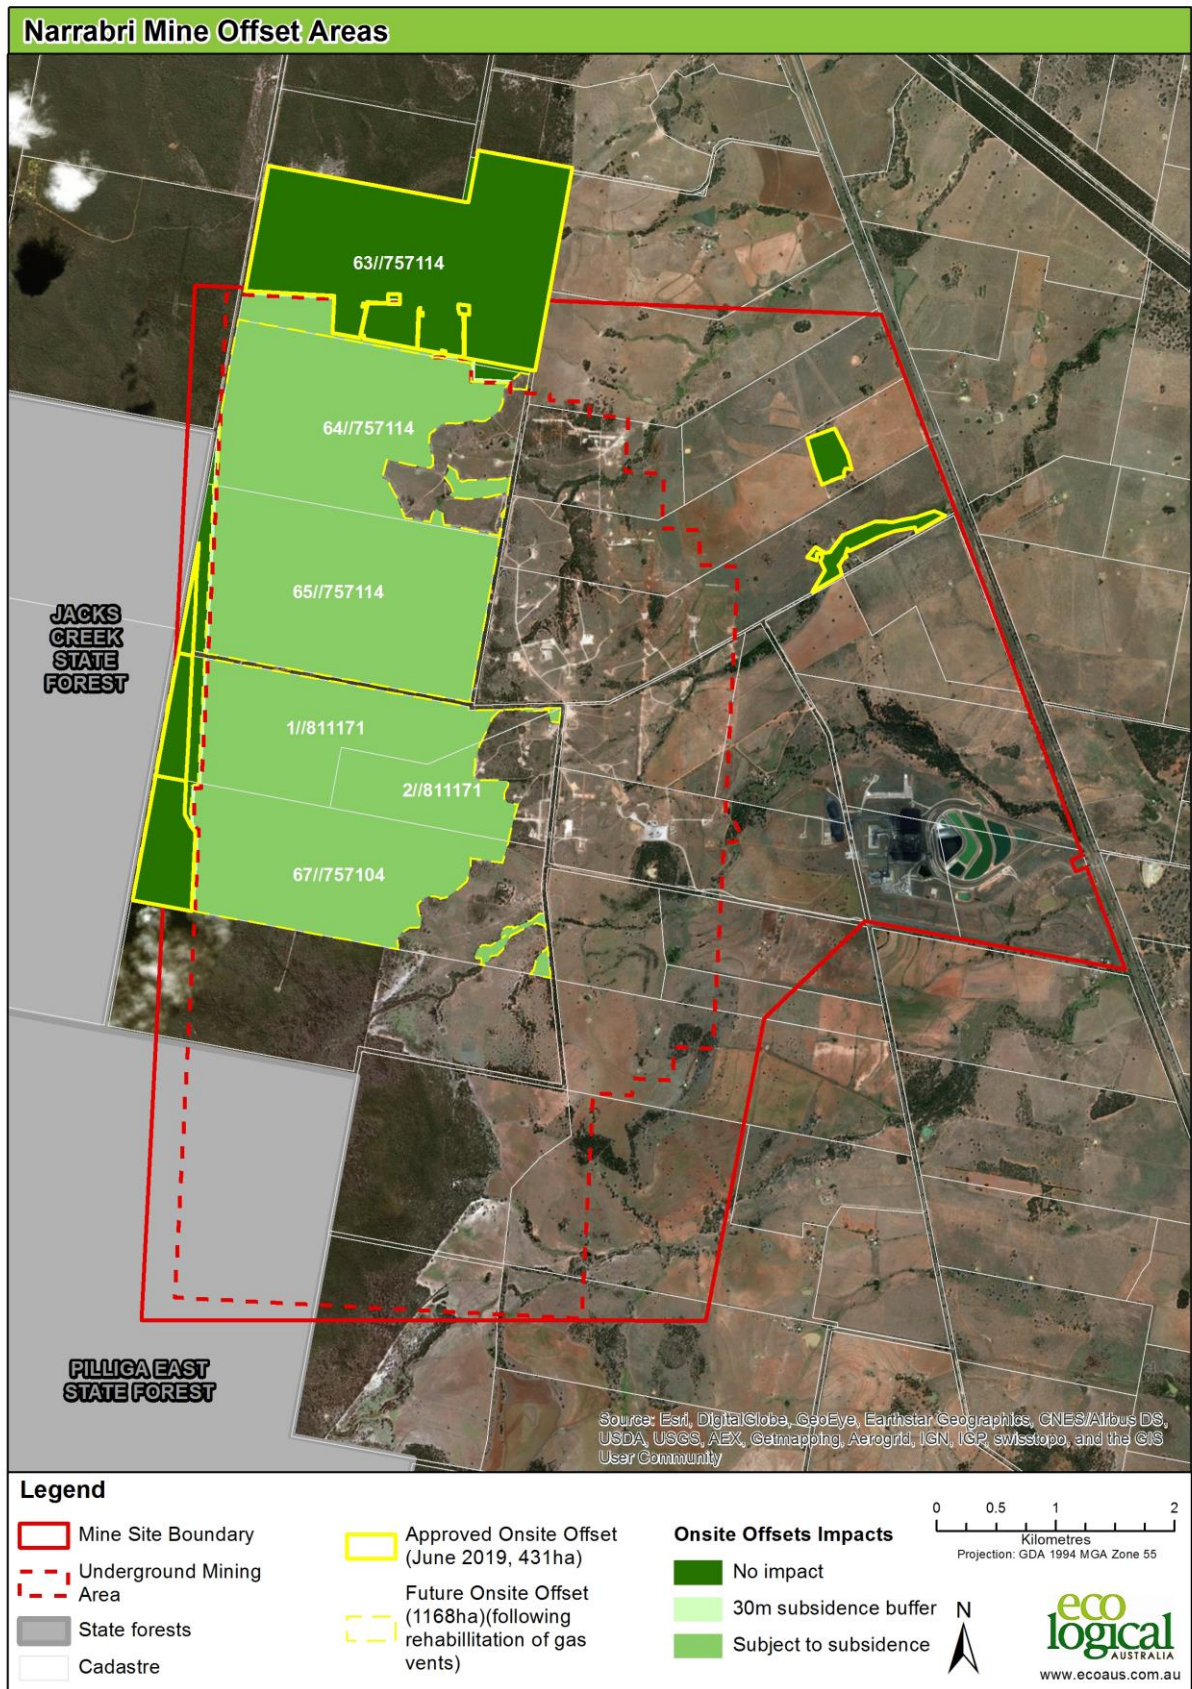 Narrabri Mine Offset Areas
63//757114
64//757114
65//757114
JACKS
CREEK
STATE
FOREST
1//811171
2//811171
67//757104
PILLIGA EAST
STATE FOREST
Source: Esri, DigitalGlobe, GeoEye, Earthstar Geographics, CNES/Airbus DS,
USDA, USGS, AEX, Getmapping, Aerogrid, IGN, IGP, swisstopo, and the GIS
User Community
Legend
Mine Site Boundary
Underground Mining
Area
State forests
Cadastre
Approved Onsite Offset
(June 2019, 431ha)
Future Onsite Offset
(1168ha)(following
rehabillitation of gas
vents)
Onsite Offsets Impacts
No impact
30m subsidence buffer
Subject to subsidence
0 0.5 1 2
Kilometres
Projection: GDA 1994 MGA Zone 55
N
eco
logical
AUSTRALIA
www.ecoaus.com.au